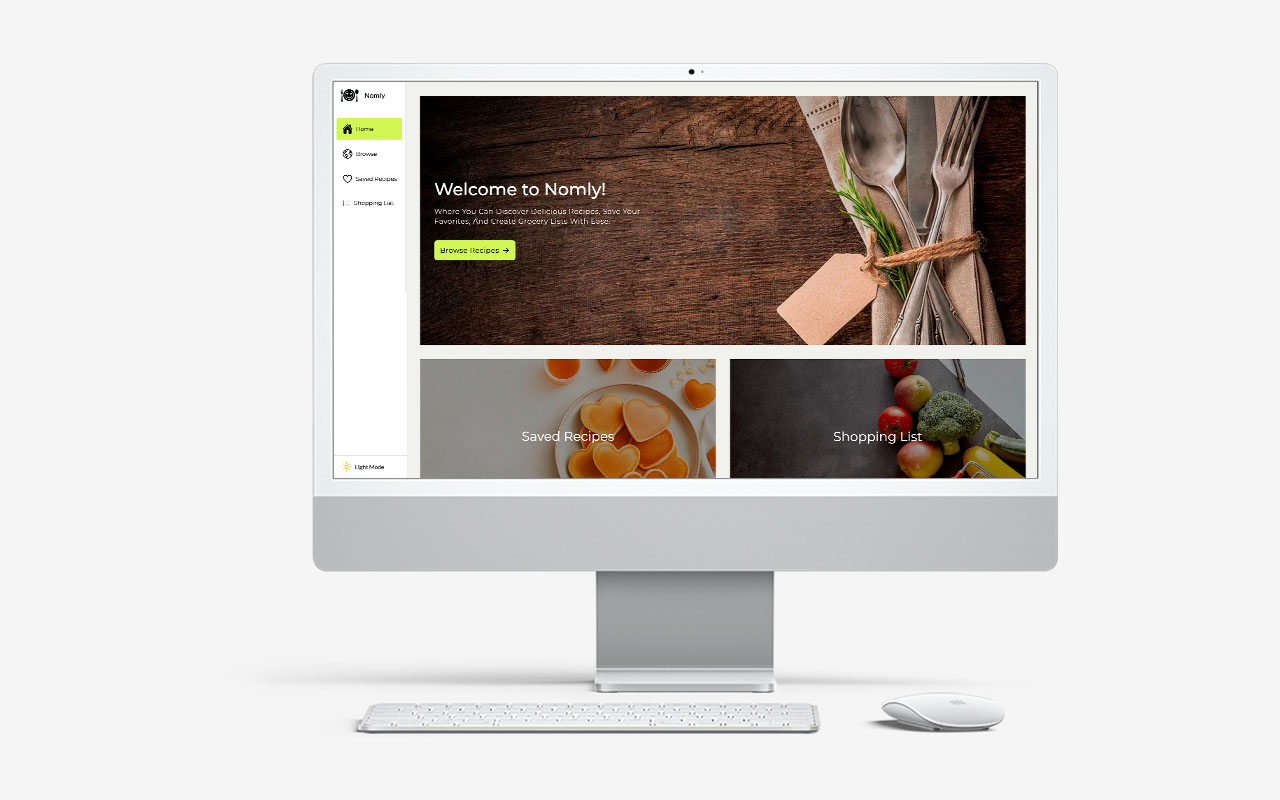 Nomly
Home
Browse
Saved Recipes
Shopping List
Light Mode
Welcome to Nomly!
Where You Can Discover Delicious Recipes, Save Your
Favorites, And Create Grocery Lists With Ease.
Browse Recipes →
Saved Recipes
Shopping List